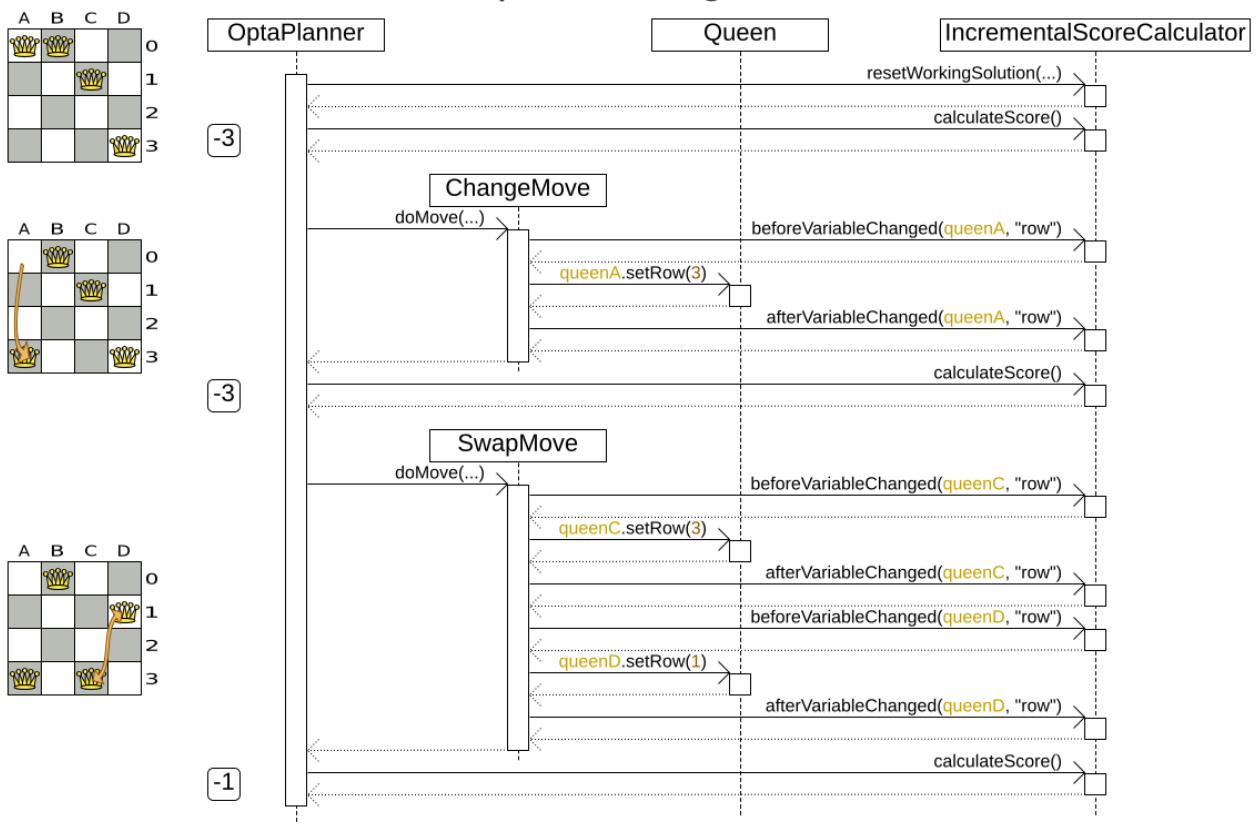 A B C D
OptaPlanner
Queen
IncrementalScoreCalculator
0
1
2
3
resetWorkingSolution(...)
calculateScore()
-3
ChangeMove
doMove(...)
A B C D
0
1
2
3
beforeVariableChanged(queenA, "row")
queenA.setRow(3)
afterVariableChanged(queenA, "row")
calculateScore()
-3
SwapMove
doMove(...)
beforeVariableChanged(queenC, "row")
queenC.setRow(3)
A B C D
0
1
2
3
afterVariableChanged(queenC, "row")
beforeVariableChanged(queenD, "row")
queenD.setRow(1)
afterVariableChanged(queenD, "row")
calculateScore()
-1